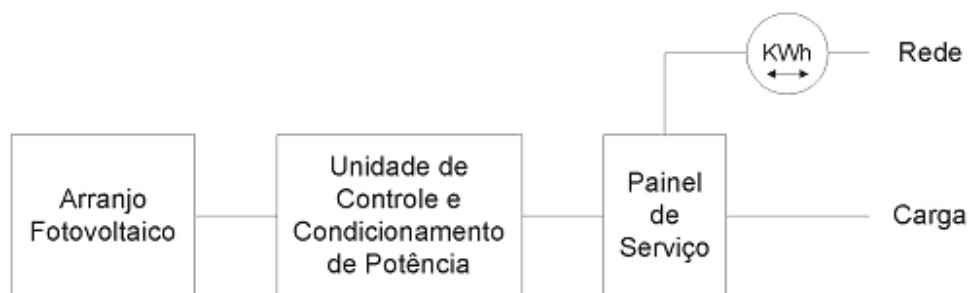 KWh
Rede
Arranjo
Fotovoltaico
Unidade de
Controle e
Condicionamento
de Potência
Painel
de
Serviço
Carga